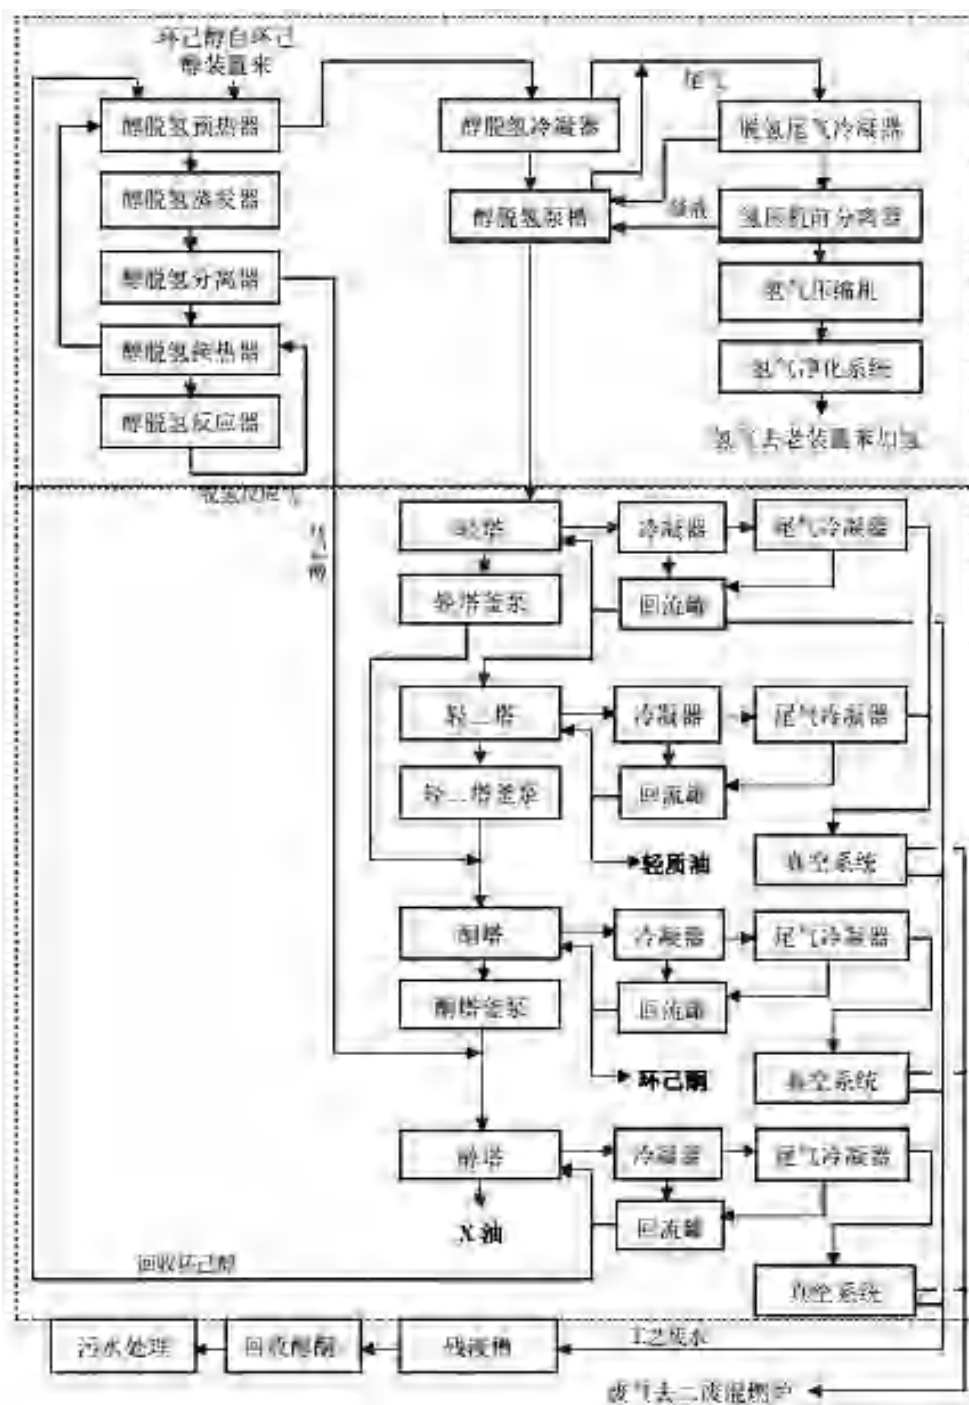 环己醇自环己
醇装置来
尾气
醇脱氢预热器
醇脱氢冷凝器
脱氢尾气冷凝器
醇脱氢蒸发器
醇脱氢泵槽
凝液
氢压机前分离器
醇脱氢分离器
氢气压缩机
醇脱氢换热器
氢气净化系统
醇脱氢反应器
氢气去老装置苯加氢
轻塔
冷凝器
尾气冷凝器
轻塔釜泵
回流罐
轻二塔
冷凝器
尾气冷凝器
轻二塔釜泵
回流罐
轻质油
真空系统
酮塔
冷凝器
尾气冷凝器
酮塔釜泵
回流罐
环己酮
真空系统
醇塔
冷凝器
尾气冷凝器
X油
回流罐
回收环己醇
真空系统
工艺废水
污水处理
回收醇酮
残液槽
废气去二废混燃炉